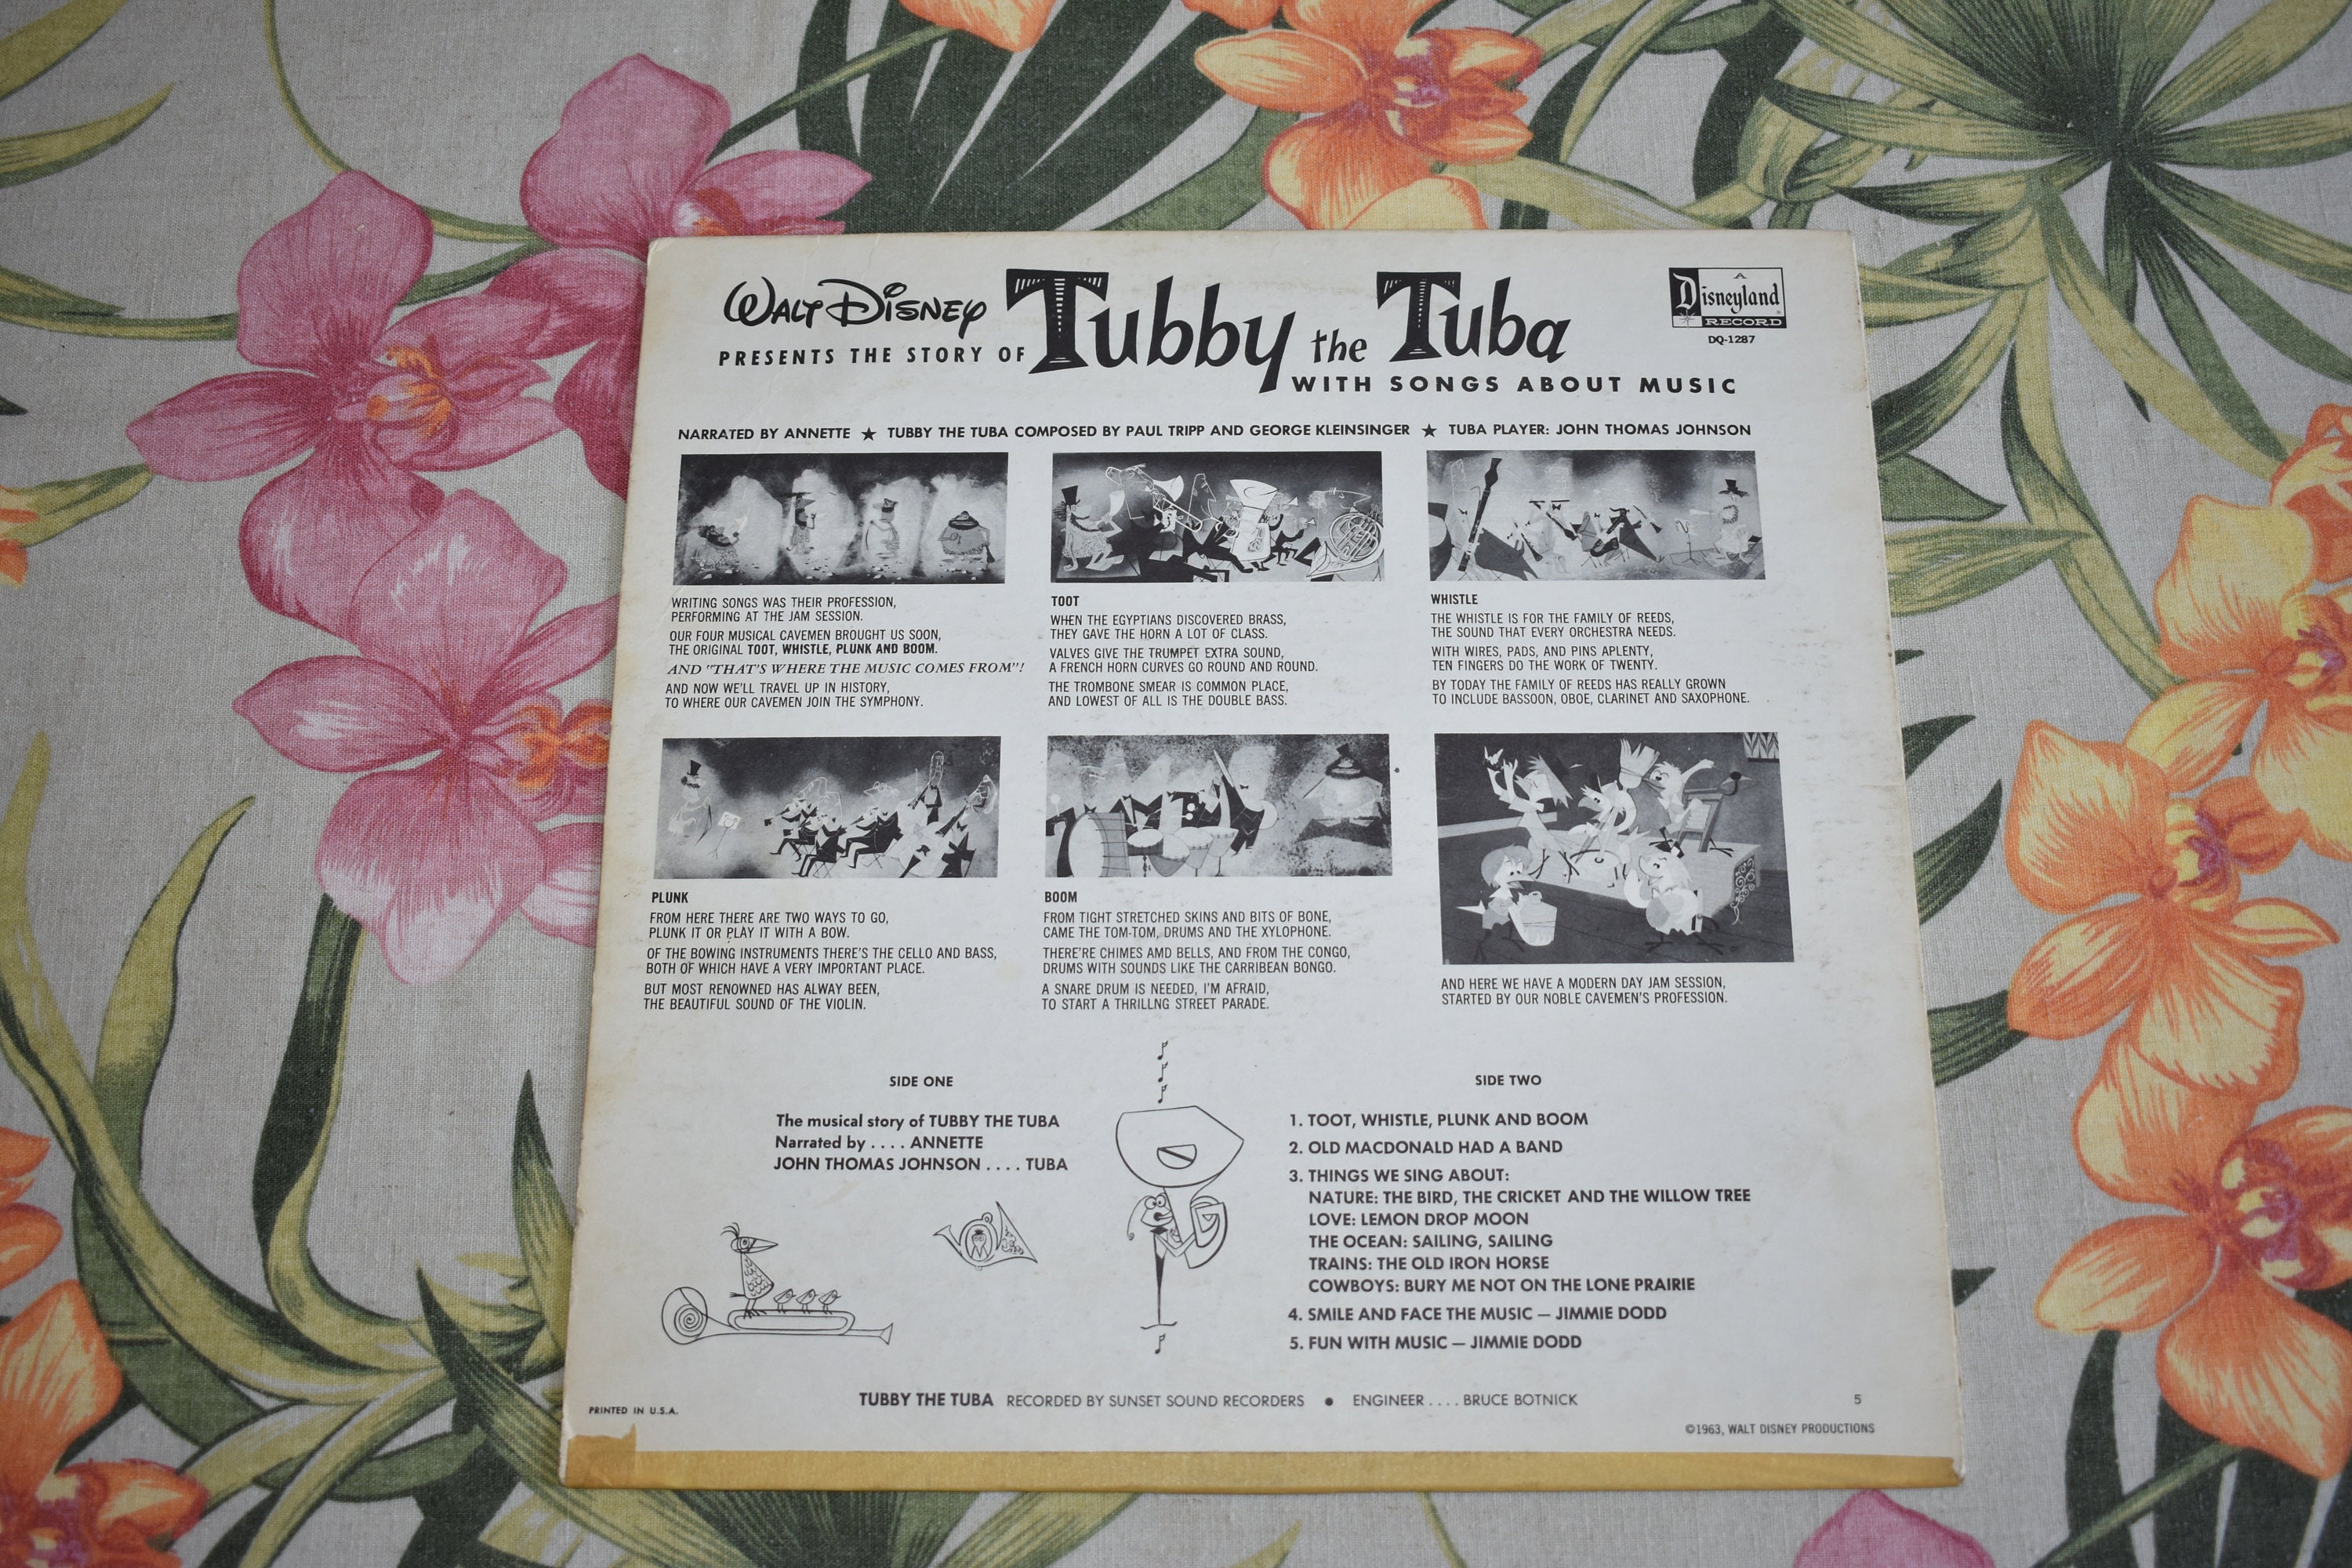 WALT DISNEY
PRESENTS THE STORY OF
Tubby the Tuba
WITH SONGS ABOUT MUSIC
A
Disneyland
RECORD
DQ-1287
NARRATED BY ANNETTE ★ TUBBY THE TUBA COMPOSED BY PAUL TRIPP AND GEORGE KLEINSINGER ★ TUBA PLAYER: JOHN THOMAS JOHNSON
WRITING SONGS WAS THEIR PROFESSION,
PERFORMING AT THE JAM SESSION.
OUR FOUR MUSICAL CAVEMEN BROUGHT US SOON,
THE ORIGINAL TOOT, WHISTLE, PLUNK AND BOOM.
AND "THAT'S WHERE THE MUSIC COMES FROM"!
AND NOW WE'LL TRAVEL UP IN HISTORY,
TO WHERE OUR CAVEMEN JOIN THE SYMPHONY.
TOOT
WHEN THE EGYPTIANS DISCOVERED BRASS,
THEY GAVE THE HORN A LOT OF CLASS.
VALVES GIVE THE TRUMPET EXTRA SOUND,
A FRENCH HORN CURVES GO ROUND AND ROUND.
THE TROMBONE SMEAR IS COMMON PLACE,
AND LOWEST OF ALL IS THE DOUBLE BASS.
WHISTLE
THE WHISTLE IS FOR THE FAMILY OF REEDS,
THE SOUND THAT EVERY ORCHESTRA NEEDS.
WITH WIRES, PADS, AND PINS APLENTY,
TEN FINGERS DO THE WORK OF TWENTY.
BY TODAY THE FAMILY OF REEDS HAS REALLY GROWN
TO INCLUDE BASSOON, OBOE, CLARINET AND SAXOPHONE.
PLUNK
FROM HERE THERE ARE TWO WAYS TO GO,
PLUNK IT OR PLAY IT WITH A BOW.
OF THE BOWING INSTRUMENTS THERE'S THE CELLO AND BASS,
BOTH OF WHICH HAVE A VERY IMPORTANT PLACE.
BUT MOST RENOWNED HAS ALWAY BEEN,
THE BEAUTIFUL SOUND OF THE VIOLIN.
BOOM
FROM TIGHT STRETCHED SKINS AND BITS OF BONE,
CAME THE TOM-TOM, DRUMS AND THE XYLOPHONE.
THERE'RE CHIMES AMD BELLS, AND FROM THE CONGO,
DRUMS WITH SOUNDS LIKE THE CARRIBEAN BONGO.
A SNARE DRUM IS NEEDED, I'M AFRAID,
TO START A THRILLNG STREET PARADE.
AND HERE WE HAVE A MODERN DAY JAM SESSION,
STARTED BY OUR NOBLE CAVEMEN'S PROFESSION.
SIDE ONE
The musical story of TUBBY THE TUBA
Narrated by . . . . ANNETTE
JOHN THOMAS JOHNSON . . . . TUBA
SIDE TWO
1. TOOT, WHISTLE, PLUNK AND BOOM
2. OLD MACDONALD HAD A BAND
3. THINGS WE SING ABOUT:
NATURE: THE BIRD, THE CRICKET AND THE WILLOW TREE
LOVE: LEMON DROP MOON
THE OCEAN: SAILING, SAILING
TRAINS: THE OLD IRON HORSE
COWBOYS: BURY ME NOT ON THE LONE PRAIRIE
4. SMILE AND FACE THE MUSIC — JIMMIE DODD
5. FUN WITH MUSIC — JIMMIE DODD
TUBBY THE TUBA RECORDED BY SUNSET SOUND RECORDERS ● ENGINEER . . . . BRUCE BOTNICK
5
PRINTED IN U.S.A.
©1963, WALT DISNEY PRODUCTIONS